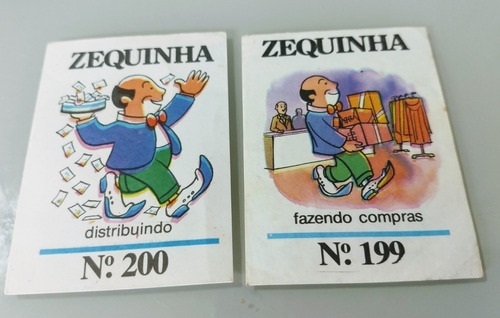 ZEQUINHA
distribuindo
Nº 200
ZEQUINHA
fazendo compras
Nº 199